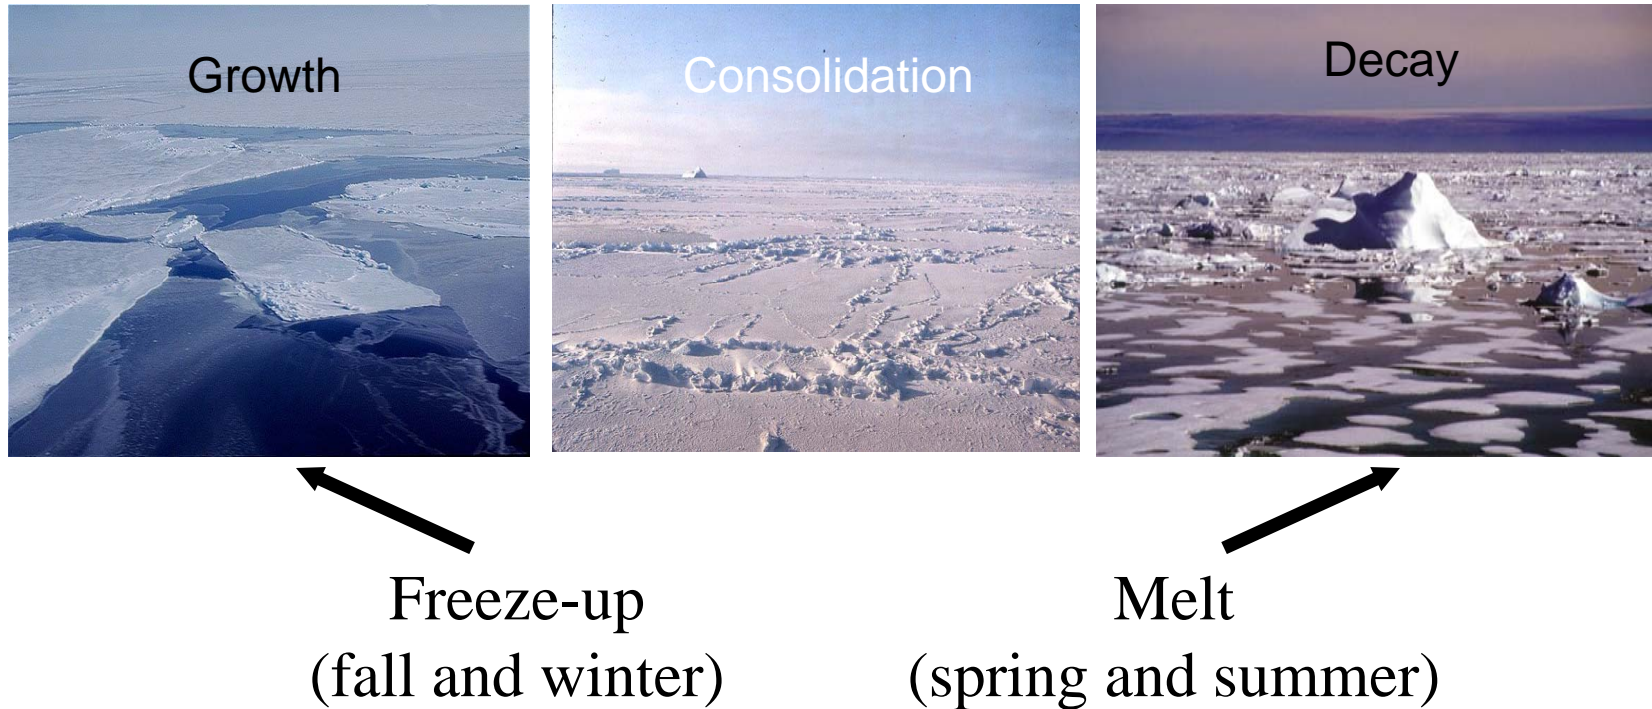 Growth
Consolidation
Decay
Freeze-up
(fall and winter)
Melt
(spring and summer)